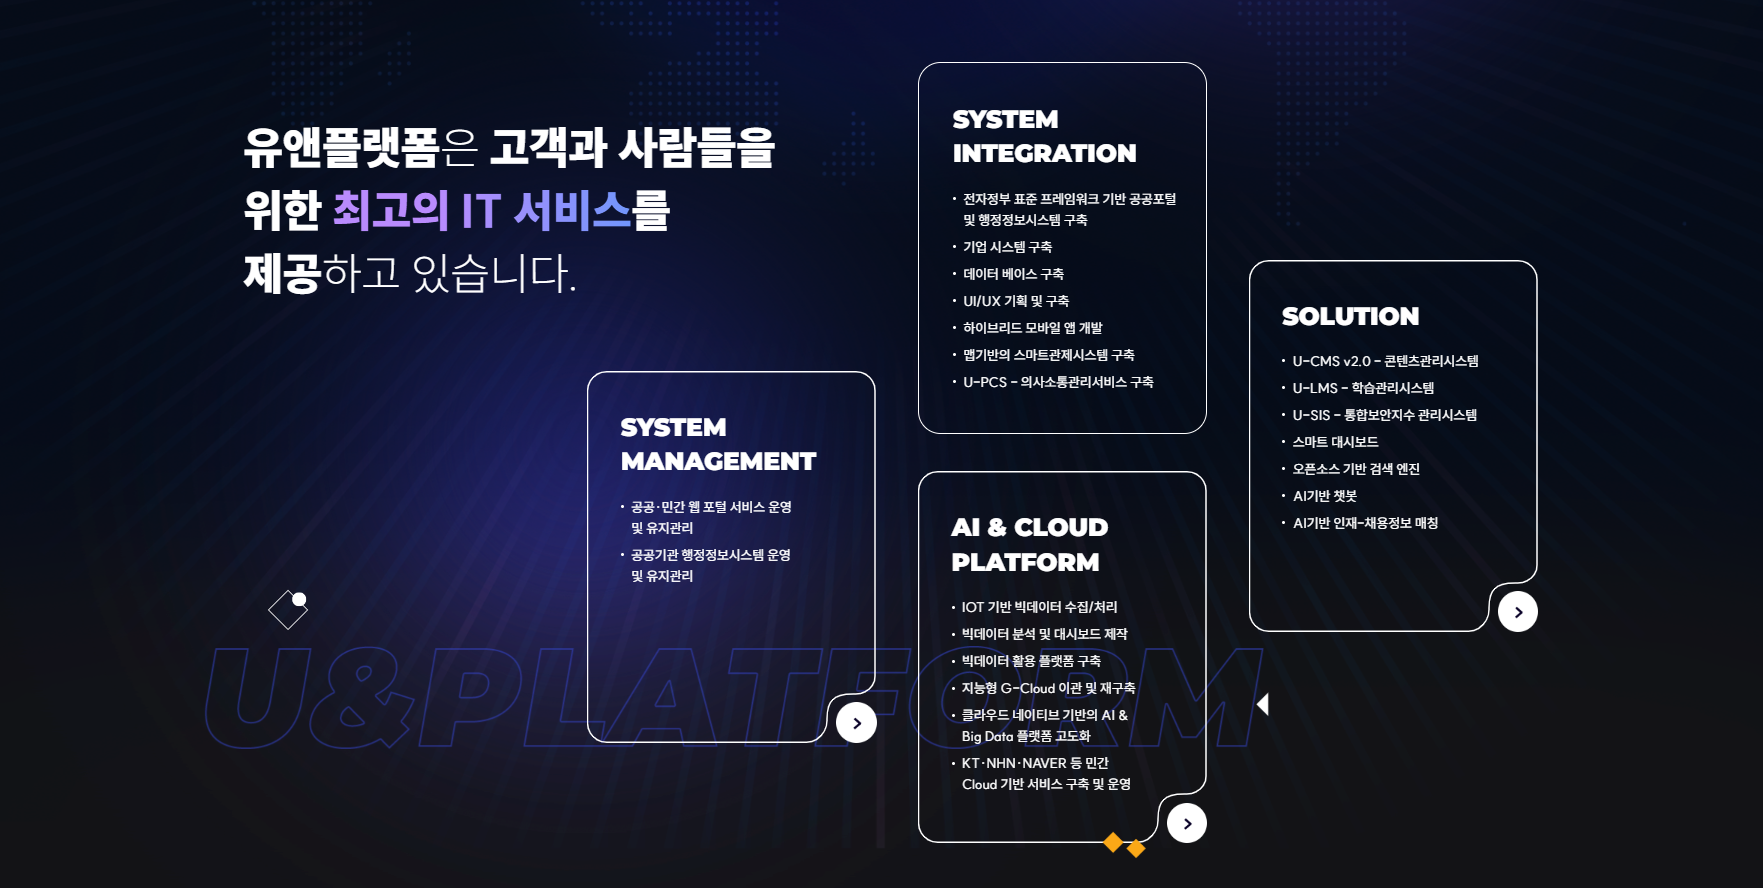 유앤플랫폼은 고객과 사람들을
위한 최고의 IT 서비스를
제공하고 있습니다.
SYSTEM
MANAGEMENT
• 공공·민간 웹 포털 서비스 운영
및 유지관리
• 공공기관 행정정보시스템 운영
및 유지관리
SYSTEM
INTEGRATION
• 전자정부 표준 프레임워크 기반 공공포털
및 행정정보시스템 구축
• 기업 시스템 구축
• 데이터 베이스 구축
• UI/UX 기획 및 구축
• 하이브리드 모바일 앱 개발
• 맵기반의 스마트관제시스템 구축
• U-PCS - 의사소통관리서비스 구축
AI & CLOUD
PLATFORM
• IOT 기반 빅데이터 수집/처리
• 빅데이터 분석 및 대시보드 제작
• 빅데이터 활용 플랫폼 구축
• 지능형 G-Cloud 이관 및 재구축
• 클라우드 네이티브 기반의 AI &
Big Data 플랫폼 고도화
• KT·NHN·NAVER 등 민간
Cloud 기반 서비스 구축 및 운영
SOLUTION
• U-CMS v2.0 - 콘텐츠관리시스템
• U-LMS - 학습관리시스템
• U-SIS - 통합보안지수 관리시스템
• 스마트 대시보드
• 오픈소스 기반 검색 엔진
• AI기반 챗봇
• AI기반 인재-채용정보 매칭
U&PLATFORM